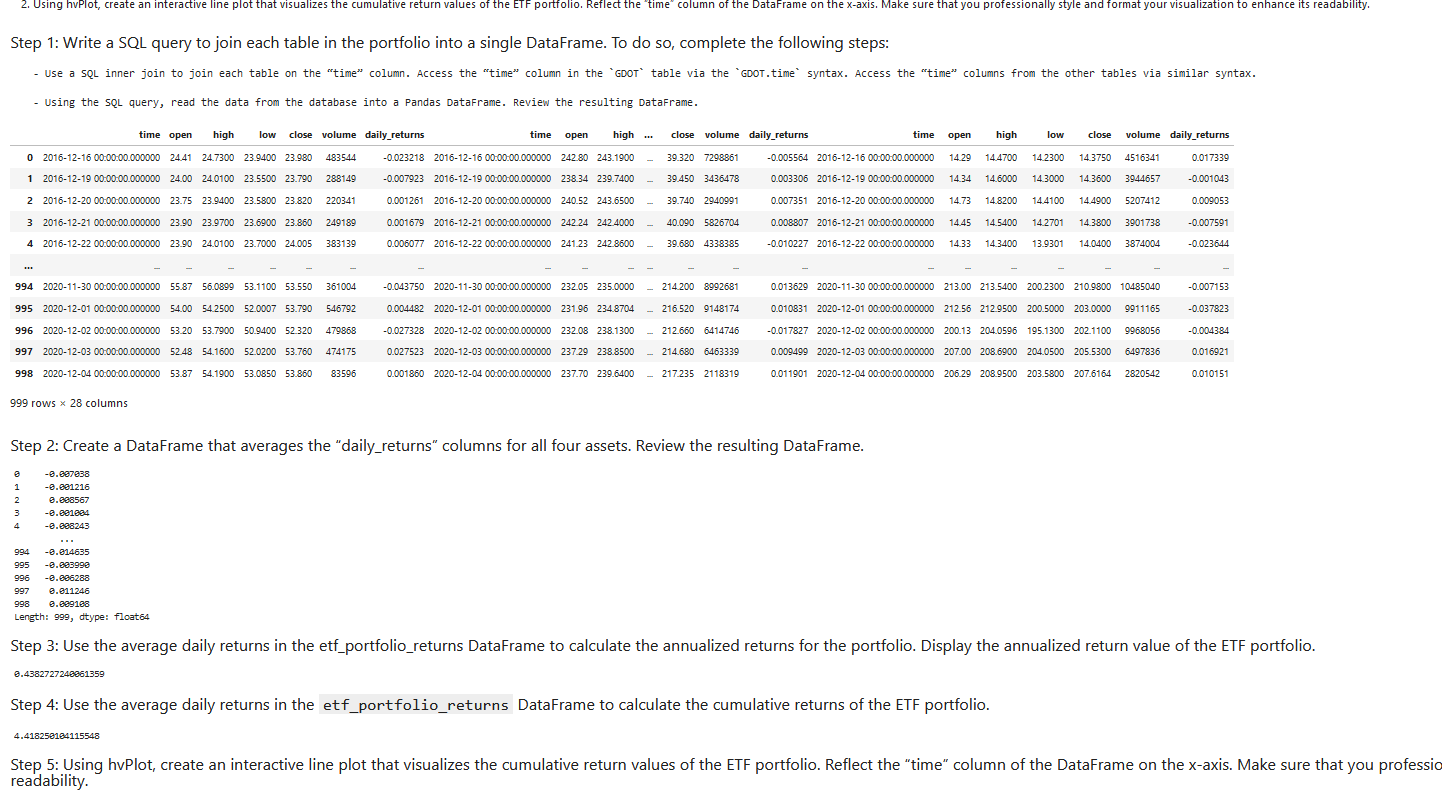 2. Using hvPlot, create an interactive line plot that visualizes the cumulative return values of the ETF portfolio. Reflect the "time" column of the DataFrame on the x-axis. Make sure that you professionally style and format your visualization to enhance its readability.
Step 1: Write a SQL query to join each table in the portfolio into a single DataFrame. To do so, complete the following steps:
- Use a SQL inner join to join each table on the “time” column. Access the “time” column in the `GDOT` table via the `GDOT.time` syntax. Access the “time” columns from the other tables via similar syntax.
- Using the SQL query, read the data from the database into a Pandas DataFrame. Review the resulting DataFrame.
time open high low close volume daily_returns time open high ... close volume daily_returns time open high low close volume daily_returns
0 2016-12-16 00:00:00.000000 24.41 24.7300 23.9400 23.980 483544 -0.023218 2016-12-16 00:00:00.000000 242.80 243.1900 ... 39.320 7298861 -0.005564 2016-12-16 00:00:00.000000 14.29 14.4700 14.2300 14.3750 4516341 0.017339
1 2016-12-19 00:00:00.000000 24.00 24.0100 23.5500 23.790 288149 -0.007923 2016-12-19 00:00:00.000000 238.34 239.7400 ... 39.450 3436478 0.003306 2016-12-19 00:00:00.000000 14.34 14.6000 14.3000 14.3600 3944657 -0.001043
2 2016-12-20 00:00:00.000000 23.75 23.9400 23.5800 23.820 220341 0.001261 2016-12-20 00:00:00.000000 240.52 243.6500 ... 39.740 2940991 0.007351 2016-12-20 00:00:00.000000 14.73 14.8200 14.4100 14.4900 5207412 0.009053
3 2016-12-21 00:00:00.000000 23.90 23.9700 23.6900 23.860 249189 0.001679 2016-12-21 00:00:00.000000 242.24 242.4000 ... 40.090 5826704 0.008807 2016-12-21 00:00:00.000000 14.45 14.5400 14.2701 14.3800 3901738 -0.007591
4 2016-12-22 00:00:00.000000 23.90 24.0100 23.7000 24.005 383139 0.006077 2016-12-22 00:00:00.000000 241.23 242.8600 ... 39.680 4338385 -0.010227 2016-12-22 00:00:00.000000 14.33 14.3400 13.9301 14.0400 3874004 -0.023644
... ... ... ... ... ... ... ... ... ... ... ... ... ... ... ... ... ... ... ... ... ... ...
994 2020-11-30 00:00:00.000000 55.87 56.0899 53.1100 53.550 361004 -0.043750 2020-11-30 00:00:00.000000 232.05 235.0000 ... 214.200 8992681 0.013629 2020-11-30 00:00:00.000000 213.00 213.5400 200.2300 210.9800 10485040 -0.007153
995 2020-12-01 00:00:00.000000 54.00 54.2500 52.0007 53.790 546792 0.004482 2020-12-01 00:00:00.000000 231.96 234.8704 ... 216.520 9148174 0.010831 2020-12-01 00:00:00.000000 212.56 212.9500 200.5000 203.0000 9911165 -0.037823
996 2020-12-02 00:00:00.000000 53.20 53.7900 50.9400 52.320 479868 -0.027328 2020-12-02 00:00:00.000000 232.08 238.1300 ... 212.660 6414746 -0.017827 2020-12-02 00:00:00.000000 200.13 204.0596 195.1300 202.1100 9968056 -0.004384
997 2020-12-03 00:00:00.000000 52.48 54.1600 52.0200 53.760 474175 0.027523 2020-12-03 00:00:00.000000 237.29 238.8500 ... 214.680 6463339 0.009499 2020-12-03 00:00:00.000000 207.00 208.6900 204.0500 205.5300 6497836 0.016921
998 2020-12-04 00:00:00.000000 53.87 54.1900 53.0850 53.860 83596 0.001860 2020-12-04 00:00:00.000000 237.70 239.6400 ... 217.235 2118319 0.011901 2020-12-04 00:00:00.000000 206.29 208.9500 203.5800 207.6164 2820542 0.010151
999 rows × 28 columns
Step 2: Create a DataFrame that averages the “daily_returns” columns for all four assets. Review the resulting DataFrame.
0 -0.007038
1 -0.001216
2 0.008567
3 -0.001004
4 -0.008243
...
994 -0.014635
995 -0.003990
996 -0.006288
997 0.011246
998 0.009108
Length: 999, dtype: float64
Step 3: Use the average daily returns in the etf_portfolio_returns DataFrame to calculate the annualized returns for the portfolio. Display the annualized return value of the ETF portfolio.
0.4382727240061359
Step 4: Use the average daily returns in the etf_portfolio_returns DataFrame to calculate the cumulative returns of the ETF portfolio.
4.418250104115548
Step 5: Using hvPlot, create an interactive line plot that visualizes the cumulative return values of the ETF portfolio. Reflect the “time” column of the DataFrame on the x-axis. Make sure that you professio
readability.